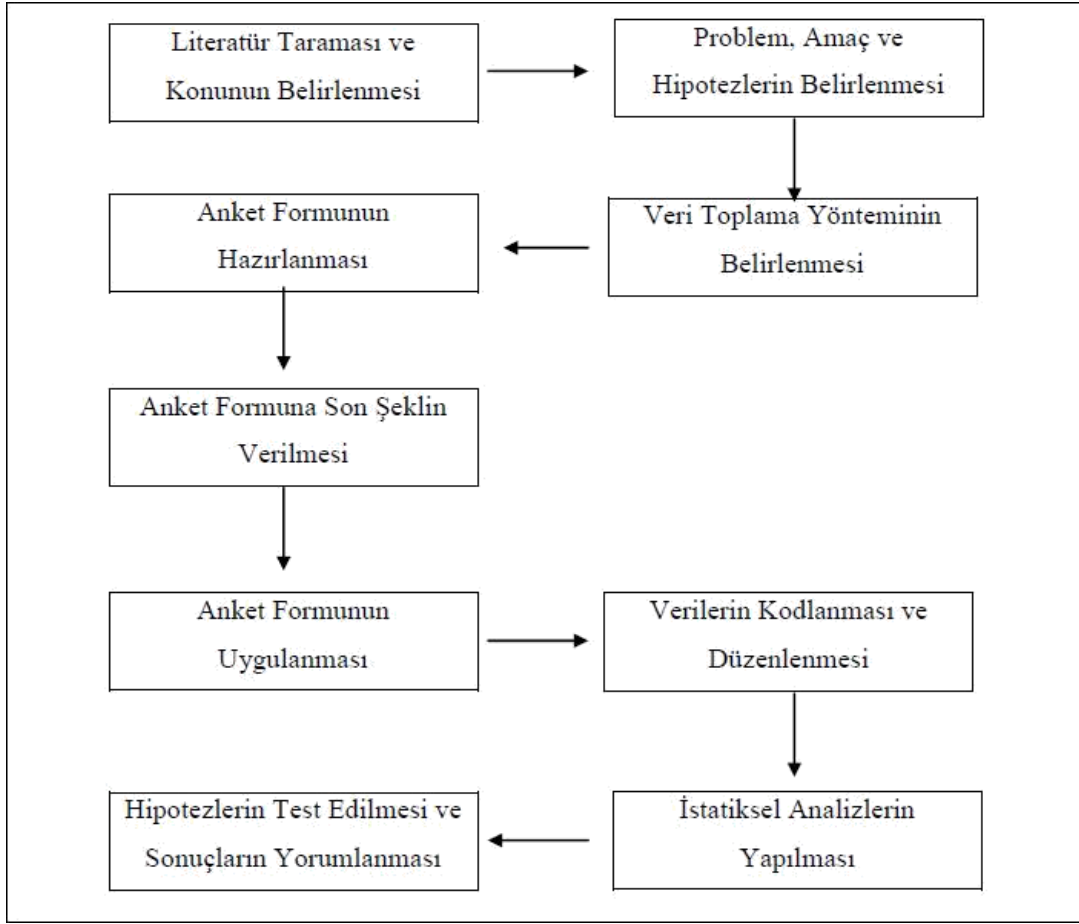 Literatür Taraması ve
Konunun Belirlenmesi
Problem, Amaç ve
Hipotezlerin Belirlenmesi
Veri Toplama Yönteminin
Belirlenmesi
Anket Formunun
Hazırlanması
Anket Formuna Son Şeklin
Verilmesi
Anket Formunun
Uygulanması
Verilerin Kodlanması ve
Düzenlenmesi
İstatiksel Analizlerin
Yapılması
Hipotezlerin Test Edilmesi ve
Sonuçların Yorumlanması